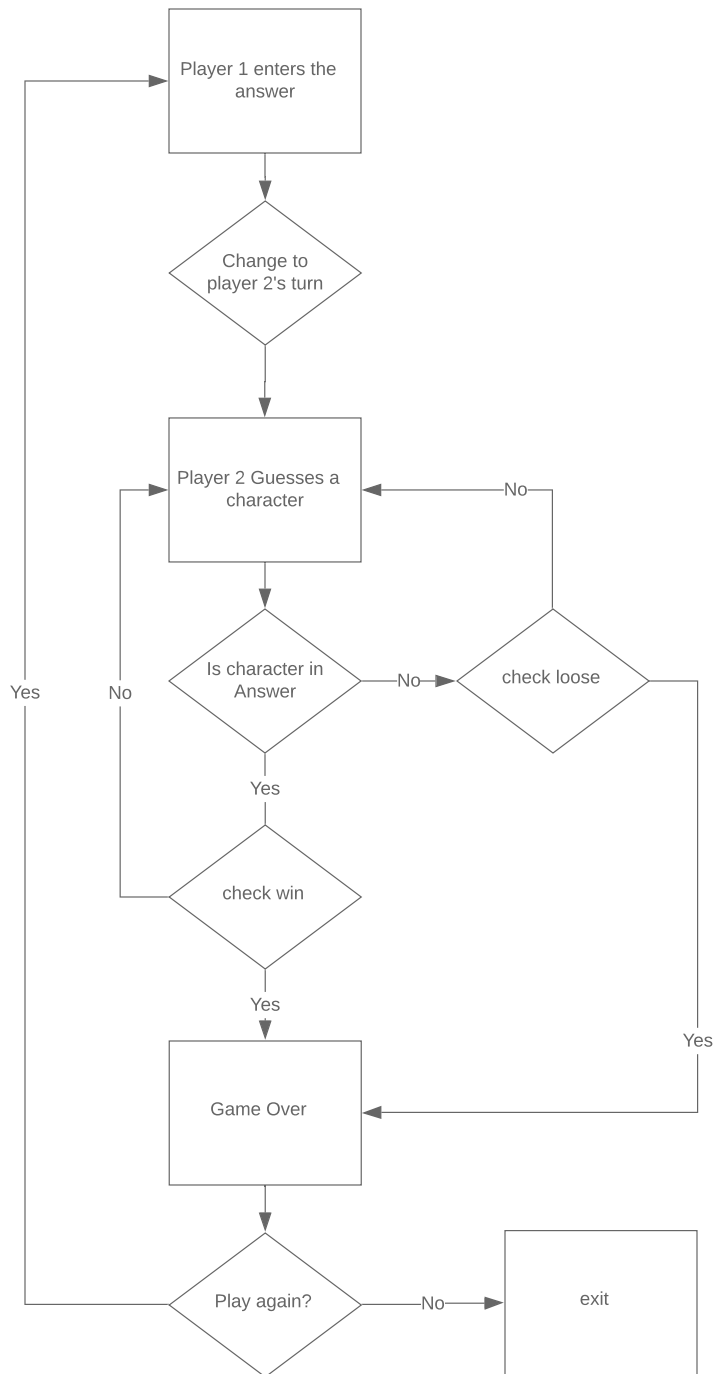 Player 1 enters the
answer
Change to
player 2's turn
Player 2 Guesses a
character
No
Is character in
Answer
No
check loose
Yes
No
Yes
check win
Yes
Yes
Game Over
Play again?
No
exit